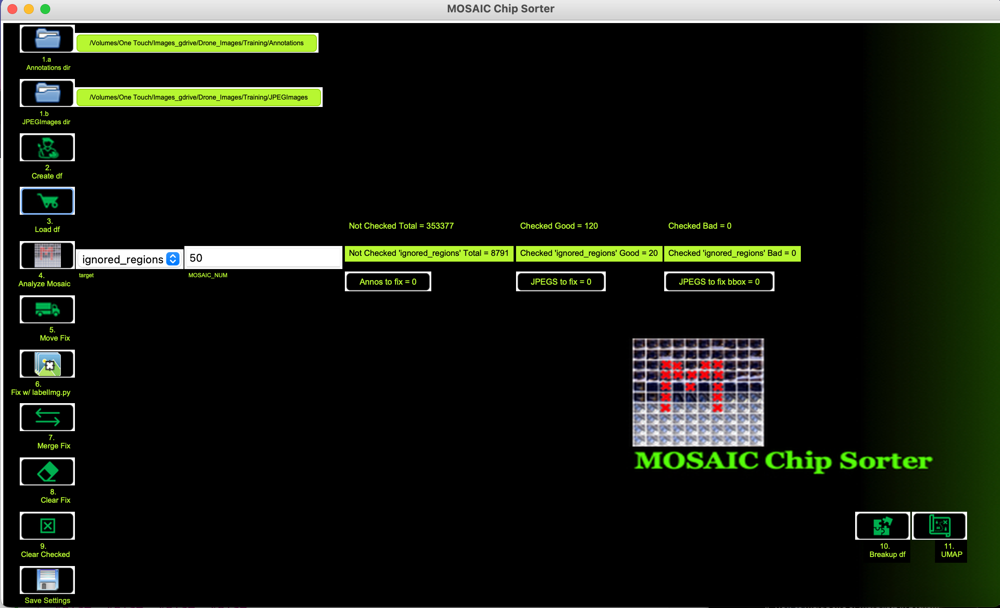 MOSAIC Chip Sorter
/Volumes/One Touch/Images_gdrive/Drone_Images/Training/Annotations
1.a
Annotations dir
/Volumes/One Touch/Images_gdrive/Drone_Images/Training/JPEGImages
1.b
JPEGImages dir
2.
Create df
3.
Load df
Not Checked Total = 353377
Checked Good = 120
Checked Bad = 0
ignored_regions
50
Not Checked 'ignored_regions' Total = 8791
Checked 'ignored_regions' Good = 20
Checked 'ignored_regions' Bad = 0
4.
Analyze Mosaic
target
MOSAIC_NUM
Annos to fix = 0
JPEGS to fix = 0
JPEGS to fix bbox = 0
5.
Move Fix
6.
Fix w/ labelImg.py
7.
Merge Fix
MOSAIC Chip Sorter
8.
Clear Fix
9.
Clear Checked
10.
Breakup df
11.
UMAP
Save Settings